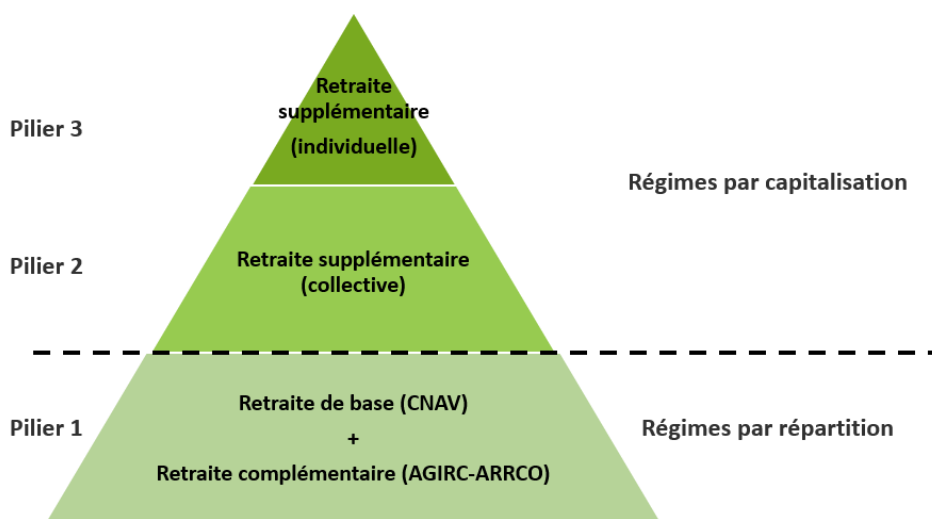 Retraite
supplémentaire
(individuelle)
Pilier 3
Régimes par capitalisation
Retraite supplémentaire
(collective)
Pilier 2
Retraite de base (CNAV)
+
Retraite complémentaire (AGIRC-ARRCO)
Pilier 1
Régimes par répartition